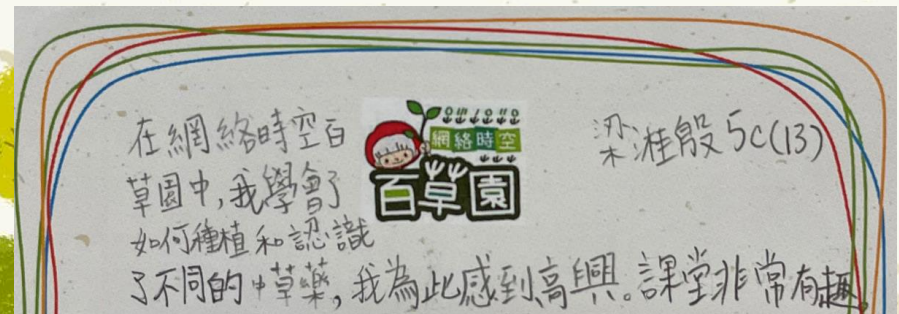 在網絡時空百
草園中,我學會了
如何種植和認識
了不同的中草藥,我為此感到高興。課堂非常有趣。
網絡時空
百草園
梁淮殷 5C(13)